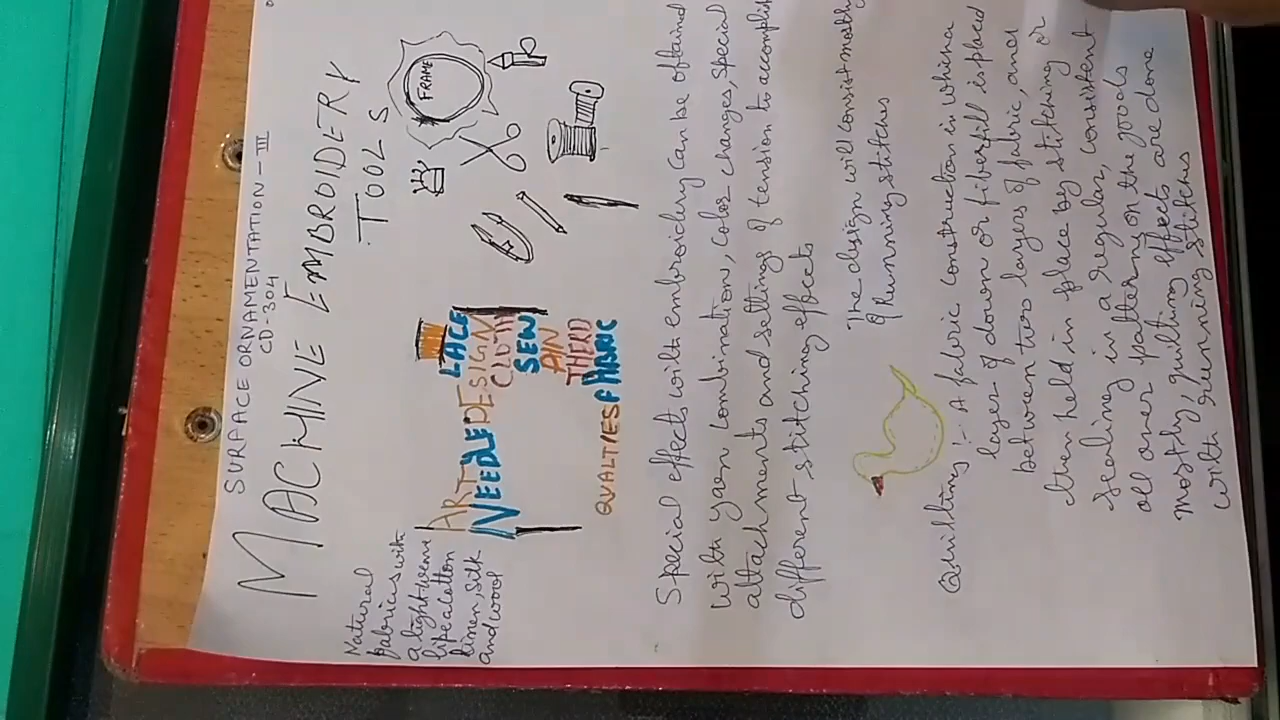 SURFACE ORNAMENTATION - III
CD-304
MACHINE EMBROIDERY
TOOLS
FRAME
Natural
fabrics with
a light weave
like cotton
linen, silk
and wool
ART LACE
NEEDLE DESIGN
CLOTH
SEW
PIN
THERD
QUALTIES FABRIC
Special effects with embroidery can be obtained
with yarn combination, color changes, special
attachments and settings of tension to accomplish
different stitching effects
The design will consist mostly
of Running stitches
Quilting :- A fabric construction in which a
layer of down or fiberfill is placed
between two layers of fabric, and
then held in place by stitching or
sealing in a regular, consistent
all over pattering on the goods
Mostly, quilting effects are done
with running stitches